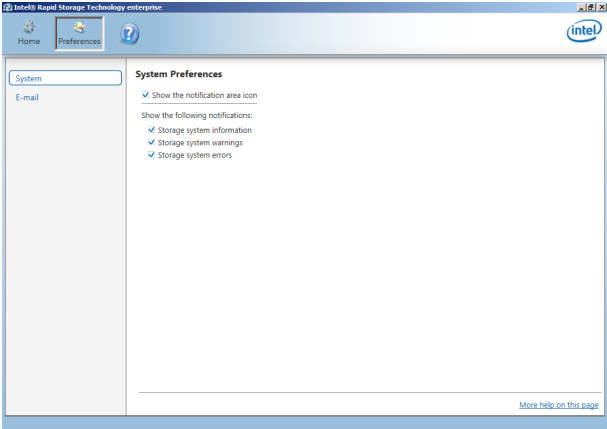 Intel® Rapid Storage Technology enterprise
Home
Preferences
?
intel
System
E-mail
System Preferences
Show the notification area icon
Show the following notifications:
Storage system information
Storage system warnings
Storage system errors
More help on this page